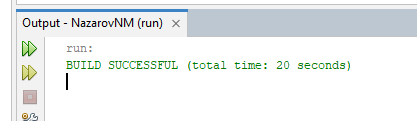 Output - NazarovNM (run)
run:
BUILD SUCCESSFUL (total time: 20 seconds)